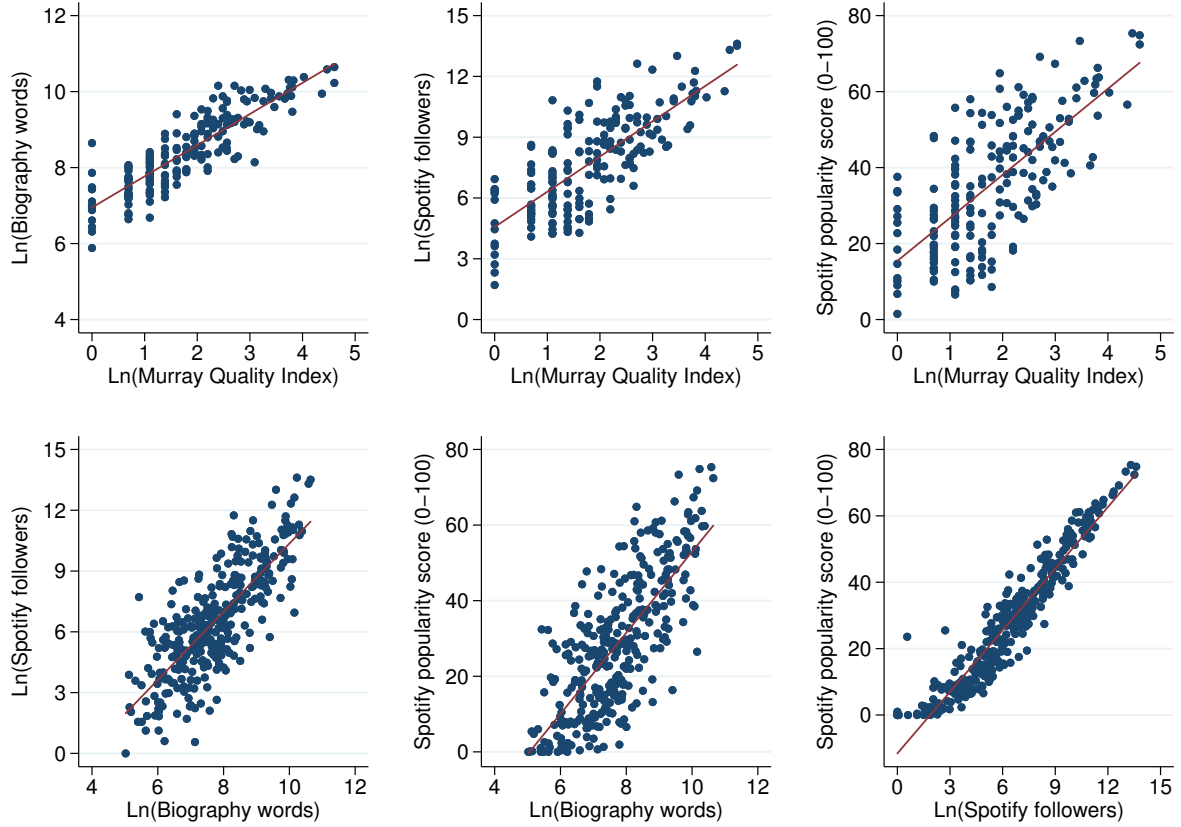 Ln(Biography words)
12
10
8
6
4
0 1 2 3 4 5
Ln(Murray Quality Index)
Ln(Spotify followers)
15
12
9
6
3
0
0 1 2 3 4 5
Ln(Murray Quality Index)
Spotify popularity score (0−100)
80
60
40
20
0
0 1 2 3 4 5
Ln(Murray Quality Index)
Ln(Spotify followers)
15
12
9
6
3
0
4 6 8 10 12
Ln(Biography words)
Spotify popularity score (0−100)
80
60
40
20
0
4 6 8 10 12
Ln(Biography words)
Spotify popularity score (0−100)
80
60
40
20
0
0 3 6 9 12 15
Ln(Spotify followers)